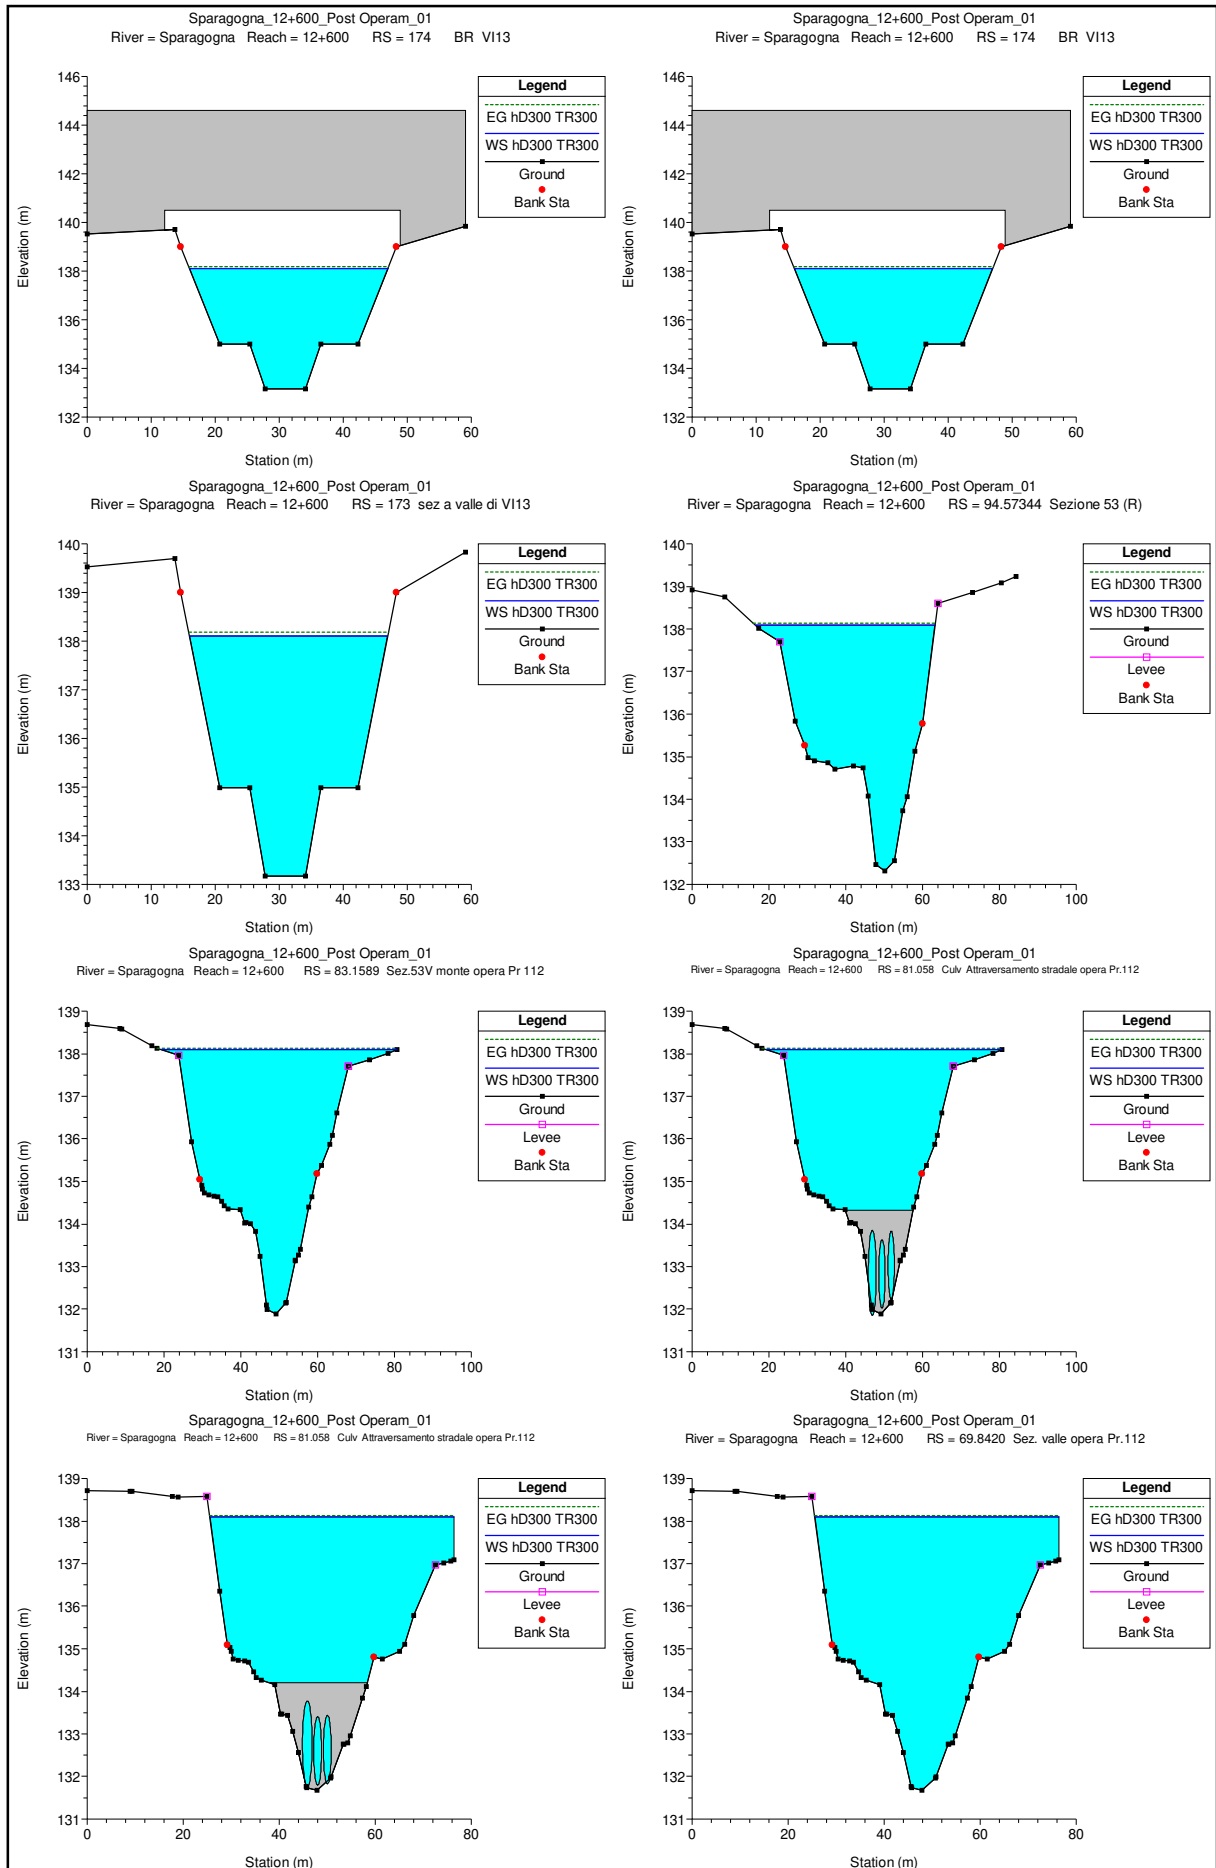 Sparagogna_12+600_Post Operam_01
River = Sparagogna Reach = 12+600 RS = 174 BR VI13
Elevation (m)
146
144
142
140
138
136
134
132
0 10 20 30 40 50 60
Station (m)
Legend
EG hD300 TR300
WS hD300 TR300
Ground
Bank Sta
Sparagogna_12+600_Post Operam_01
River = Sparagogna Reach = 12+600 RS = 174 BR VI13
Elevation (m)
146
144
142
140
138
136
134
132
0 10 20 30 40 50 60
Station (m)
Legend
EG hD300 TR300
WS hD300 TR300
Ground
Bank Sta
Sparagogna_12+600_Post Operam_01
River = Sparagogna Reach = 12+600 RS = 173 sez a valle di VI13
Elevation (m)
140
139
138
137
136
135
134
133
0 10 20 30 40 50 60
Station (m)
Legend
EG hD300 TR300
WS hD300 TR300
Ground
Bank Sta
Sparagogna_12+600_Post Operam_01
River = Sparagogna Reach = 12+600 RS = 94.57344 Sezione 53 (R)
Elevation (m)
140
139
138
137
136
135
134
133
132
0 20 40 60 80 100
Station (m)
Legend
EG hD300 TR300
WS hD300 TR300
Ground
Levee
Bank Sta
Sparagogna_12+600_Post Operam_01
River = Sparagogna Reach = 12+600 RS = 83.1589 Sez.53V monte opera Pr 112
Elevation (m)
139
138
137
136
135
134
133
132
131
0 20 40 60 80 100
Station (m)
Legend
EG hD300 TR300
WS hD300 TR300
Ground
Levee
Bank Sta
Sparagogna_12+600_Post Operam_01
River = Sparagogna Reach = 12+600 RS = 81.058 Culv Attraversamento stradale opera Pr.112
Elevation (m)
139
138
137
136
135
134
133
132
131
0 20 40 60 80 100
Station (m)
Legend
EG hD300 TR300
WS hD300 TR300
Ground
Levee
Bank Sta
Sparagogna_12+600_Post Operam_01
River = Sparagogna Reach = 12+600 RS = 81.058 Culv Attraversamento stradale opera Pr.112
Elevation (m)
139
138
137
136
135
134
133
132
131
0 20 40 60 80
Station (m)
Legend
EG hD300 TR300
WS hD300 TR300
Ground
Levee
Bank Sta
Sparagogna_12+600_Post Operam_01
River = Sparagogna Reach = 12+600 RS = 69.8420 Sez. valle opera Pr.112
Elevation (m)
139
138
137
136
135
134
133
132
131
0 20 40 60 80
Station (m)
Legend
EG hD300 TR300
WS hD300 TR300
Ground
Levee
Bank Sta